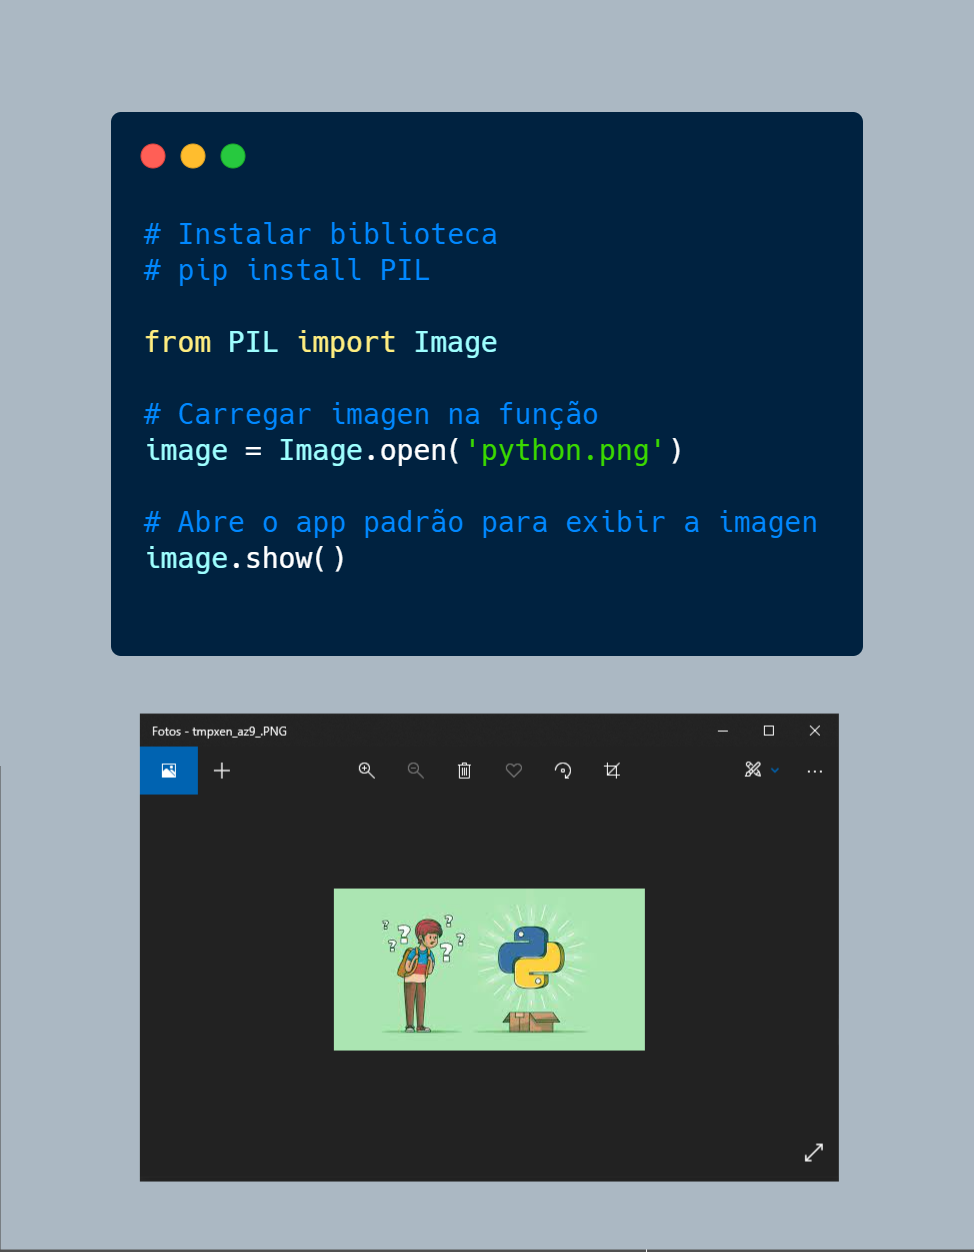 # Instalar biblioteca
# pip install PIL
from PIL import Image
# Carregar imagen na função
image = Image.open('python.png')
# Abre o app padrão para exibir a imagen
image.show()
Fotos - tmpxen_az9_.PNG
? ? ? ? ? ?